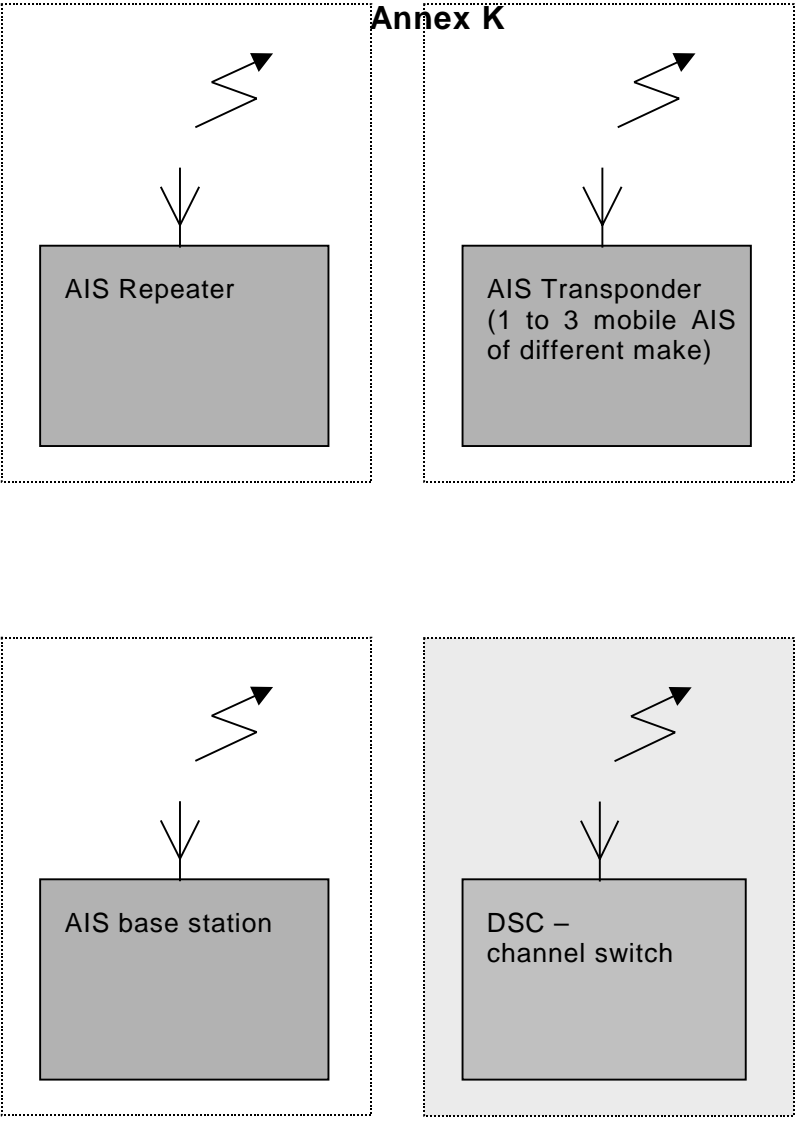 Annex K
AIS Repeater
AIS Transponder
(1 to 3 mobile AIS
of different make)
AIS base station
DSC –
channel switch